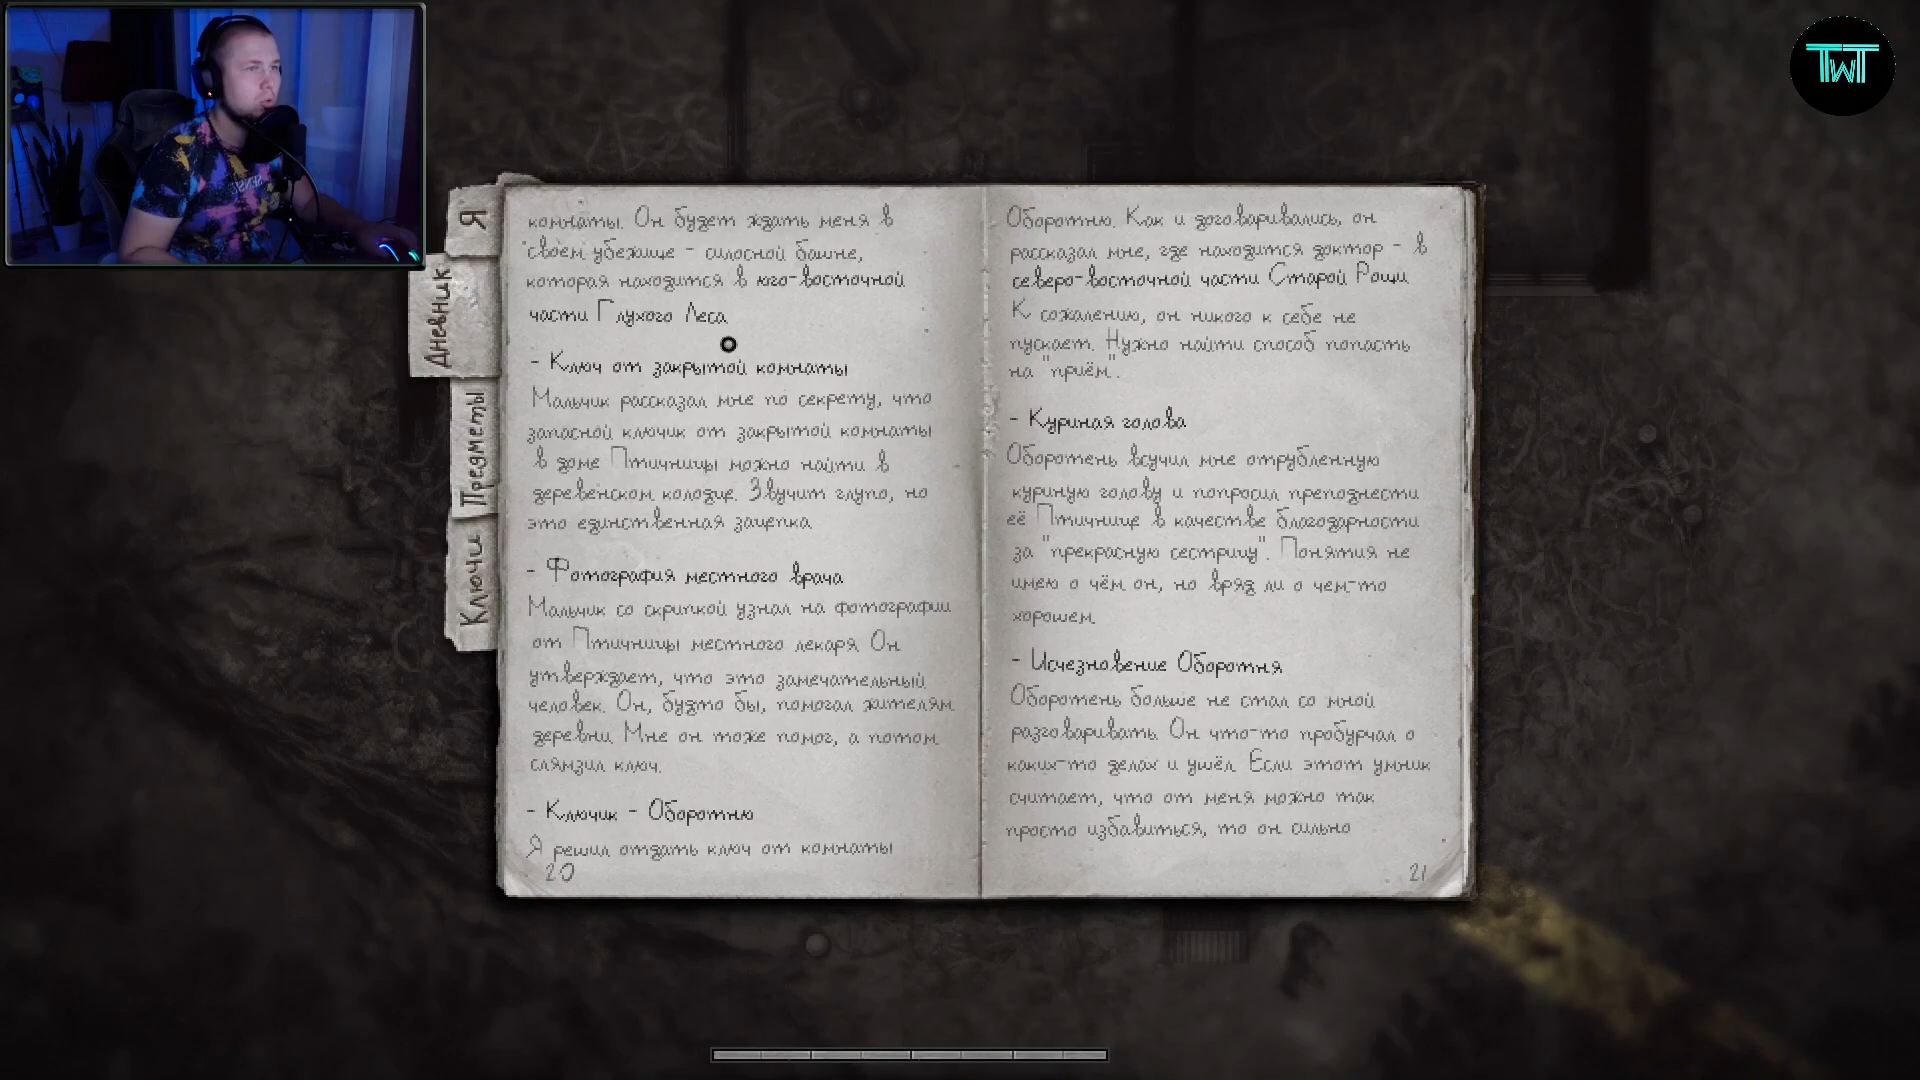 TWT
SENSE
Я
Дневник
Предметы
Ключи
комнаты. Он будет ждать меня в
своём убежище - силосной башне,
которая находится в юго-восточной
части Глухого Леса
- Ключ от закрытой комнаты
Мальчик рассказал мне по секрету, что
запасной ключик от закрытой комнаты
в доме Птичницы можно найти в
деревенском колодце. Звучит глупо, но
это единственная зацепка
- Фотография местного врача
Мальчик со скрипкой узнал на фотографии
от Птичницы местного лекаря. Он
утверждает, что это замечательный
человек. Он, будто бы, помогал жителям
деревни. Мне он тоже помог, а потом
слямзил ключ.
- Ключик - Оборотню
Я решил отдать ключ от комнаты
20
Оборотню. Как и договаривались, он
рассказал мне, где находится доктор - в
северо-восточной части Старой Рощи
К сожалению, он никого к себе не
пускает. Нужно найти способ попасть
на "приём".
- Куриная голова
Оборотень всучил мне отрубленную
куриную голову и попросил преподнести
её Птичнице в качестве благодарности
за "прекрасную сестрицу". Понятия не
имею о чём он, но вряд ли о чем-то
хорошем.
- Исчезновение Оборотня
Оборотень больше не стал со мной
разговаривать. Он что-то пробурчал о
каких-то делах и ушёл. Если этот умник
считает, что от меня можно так
просто избавиться, то он сильно
21